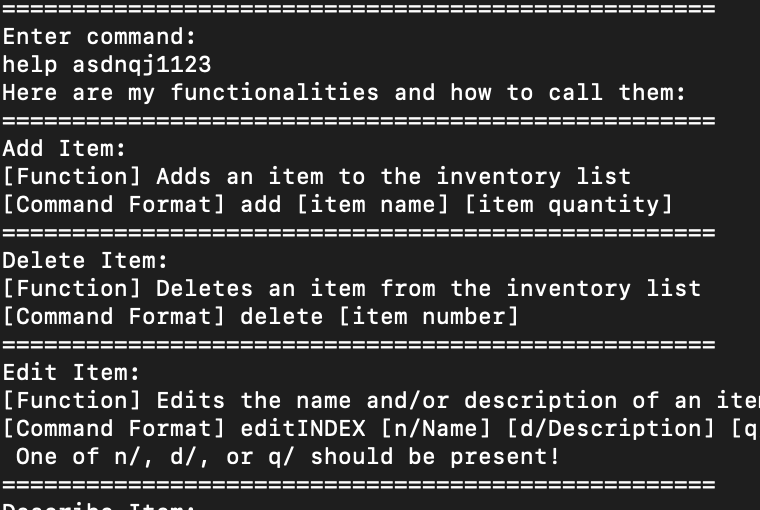 ===================================================
Enter command:
help asdnqj1123
Here are my functionalities and how to call them:
===================================================
Add Item:
[Function] Adds an item to the inventory list
[Command Format] add [item name] [item quantity]
===================================================
Delete Item:
[Function] Deletes an item from the inventory list
[Command Format] delete [item number]
===================================================
Edit Item:
[Function] Edits the name and/or description of an ite
[Command Format] editINDEX [n/Name] [d/Description] [q
One of n/, d/, or q/ should be present!
===================================================
Describe Item: